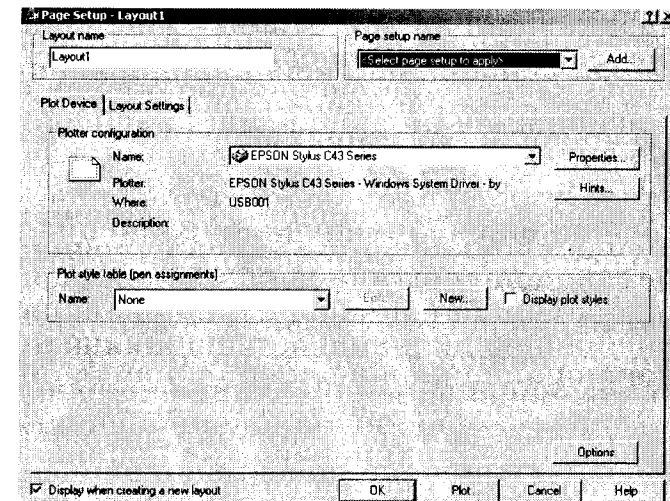 Page Setup - Layout1
Layout name
Layout1
Page setup name
<Select page setup to apply>
Add...
Plot Device
Layout Settings
Plotter configuration
Name:
EPSON Stylus C43 Series
Properties...
Plotter:
EPSON Stylus C43 Series - Windows System Driver - by
Hints...
Where:
USB001
Description:
Plot style table (pen assignments)
Name:
None
Edit...
New...
Display plot styles
Options
Display when creating a new layout
OK
Plot
Cancel
Help